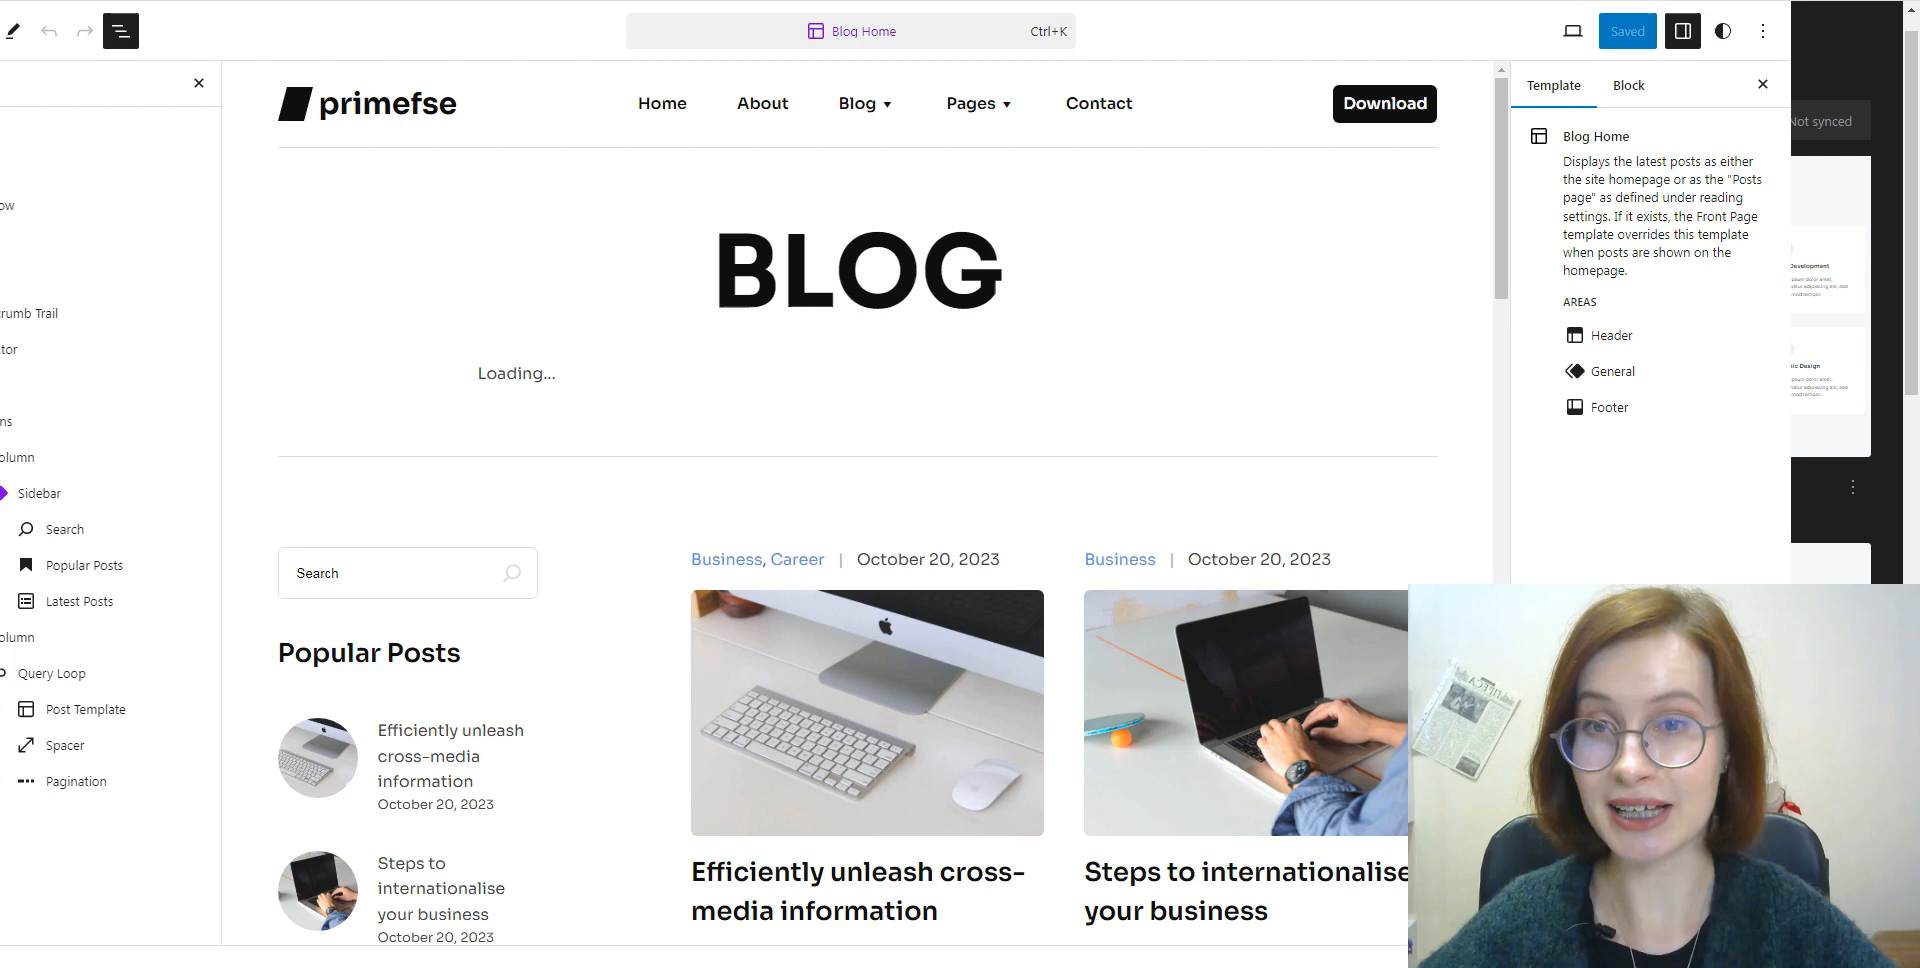 Blog Home
Ctrl+K
Saved
primefse
Home
About
Blog
Pages
Contact
Download
Template
Block
Not synced
Blog Home
Displays the latest posts as either
the site homepage or as the "Posts
page" as defined under reading
settings. If it exists, the Front Page
template overrides this template
when posts are shown on the
homepage.
AREAS
Header
General
Footer
BLOG
Loading...
ow
rumb Trail
tor
ns
olumn
Sidebar
Search
Popular Posts
Latest Posts
olumn
Query Loop
Post Template
Spacer
Pagination
Search
Popular Posts
Efficiently unleash
cross-media
information
October 20, 2023
Steps to
internationalise
your business
October 20, 2023
Business, Career | October 20, 2023
Efficiently unleash cross-
media information
Business | October 20, 2023
Steps to internationalise
your business
Development
ic Design